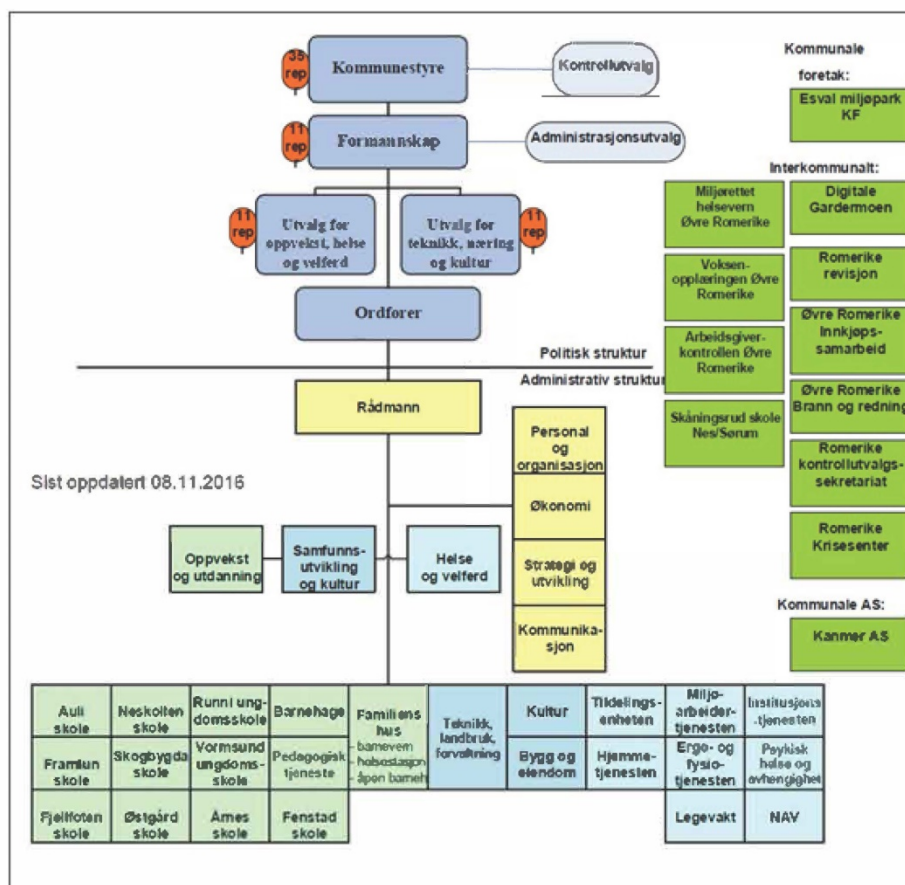 35
rep
Kommunestyre
Kontrollutvalg
11
rep
Formannskap
Administrasjonsutvalg
11
rep
Utvalg for
oppvekst, helse
og velferd
Utvalg for
teknikk, næring
og kultur
11
rep
Ordfører
Politisk struktur
Administrativ struktur
Rådmann
Sist oppdatert 08.11.2016
Personal
og
organisasjon
Økonomi
Strategi og
utvikling
Kommunika-
sjon
Oppvekst
og utdanning
Samfunns-
utvikling
og kultur
Helse
og velferd
Kommunale
foretak:
Esval miljøpark
KF
Interkommunalt:
Miljørettet
helsevern
Øvre Romerike
Voksen-
opplæringen Øvre
Romerike
Arbeidsgiver-
kontrollen Øvre
Romerike
Skåningsrud skole
Nes/Sørum
Digitale
Gardermoen
Romerike
revisjon
Øvre Romerike
Innkjøps-
samarbeid
Øvre Romerike
Brann og redning
Romerike
kontrollutvalgs-
sekretariat
Romerike
Krisesenter
Kommunale AS:
Kanmer AS
Auli
skole
Neskollen
skole
Runni ung-
domsskole
Barnehage
Familiens
hus
- barnevern
- helsestasjon
- åpen barneh
Teknikk,
landbruk,
forvaltning
Kultur
Tildelings-
enheten
Miljø-
arbeider-
tjenesten
Institusjons
-tjenesten
Framtun
skole
Skogbygda
skole
Vormsund
ungdoms-
skole
Pedagogisk
tjeneste
Bygg og
eiendom
Hjemme-
tjenesten
Ergo- og
fysio-
tjenesten
Psykisk
helse og
avhengighet
Fjellfoten
skole
Østgård
skole
Årnes
skole
Fenstad
skole
Legevakt
NAV